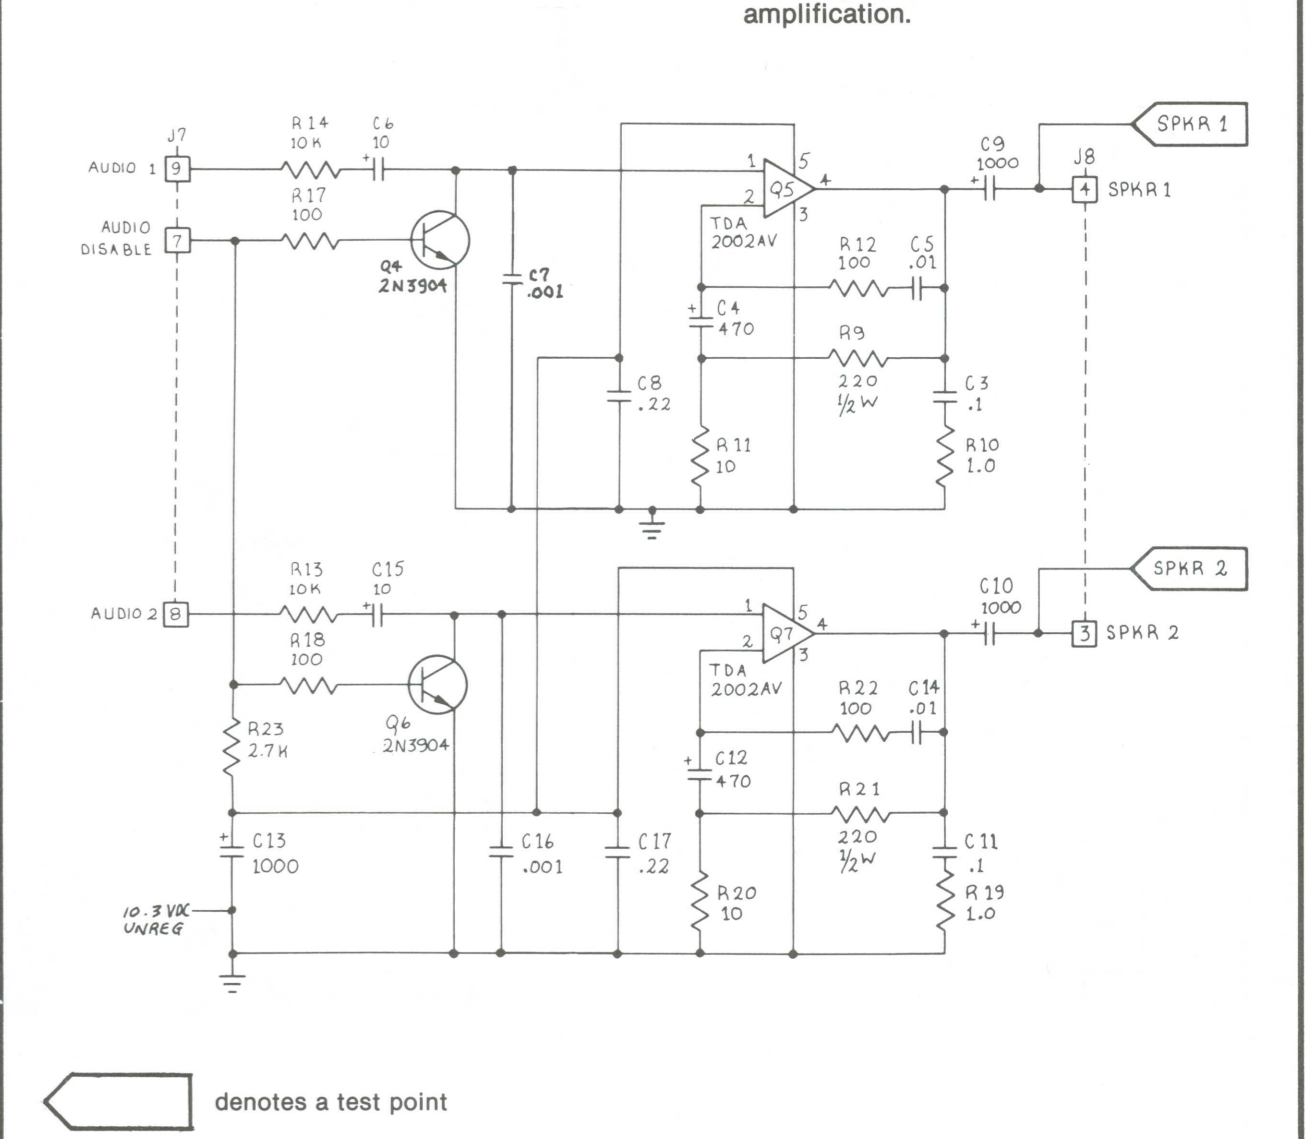 amplification.
SPKR 1
J7
R14
10K
C6
+
10
AUDIO 1
9
R17
100
AUDIO
DISABLE
7
Q4
2N3904
C7
.001
1
5
Q5
4
2
3
TDA
2002AV
C9
1000
+
J8
4
SPKR 1
R12
100
C5
.01
+
C4
470
R9
220
1/2 W
C8
.22
C3
.1
R11
10
R10
1.0
SPKR 2
R13
10K
C15
+
10
AUDIO 2
8
R18
100
Q6
2N3904
1
5
Q7
4
2
3
TDA
2002AV
C10
1000
+
3
SPKR 2
R22
100
C14
.01
R23
2.7K
+
C12
470
R21
220
1/2 W
+
C13
1000
C16
.001
C17
.22
C11
.1
R20
10
R19
1.0
10.3 VDC
UNREG
denotes a test point